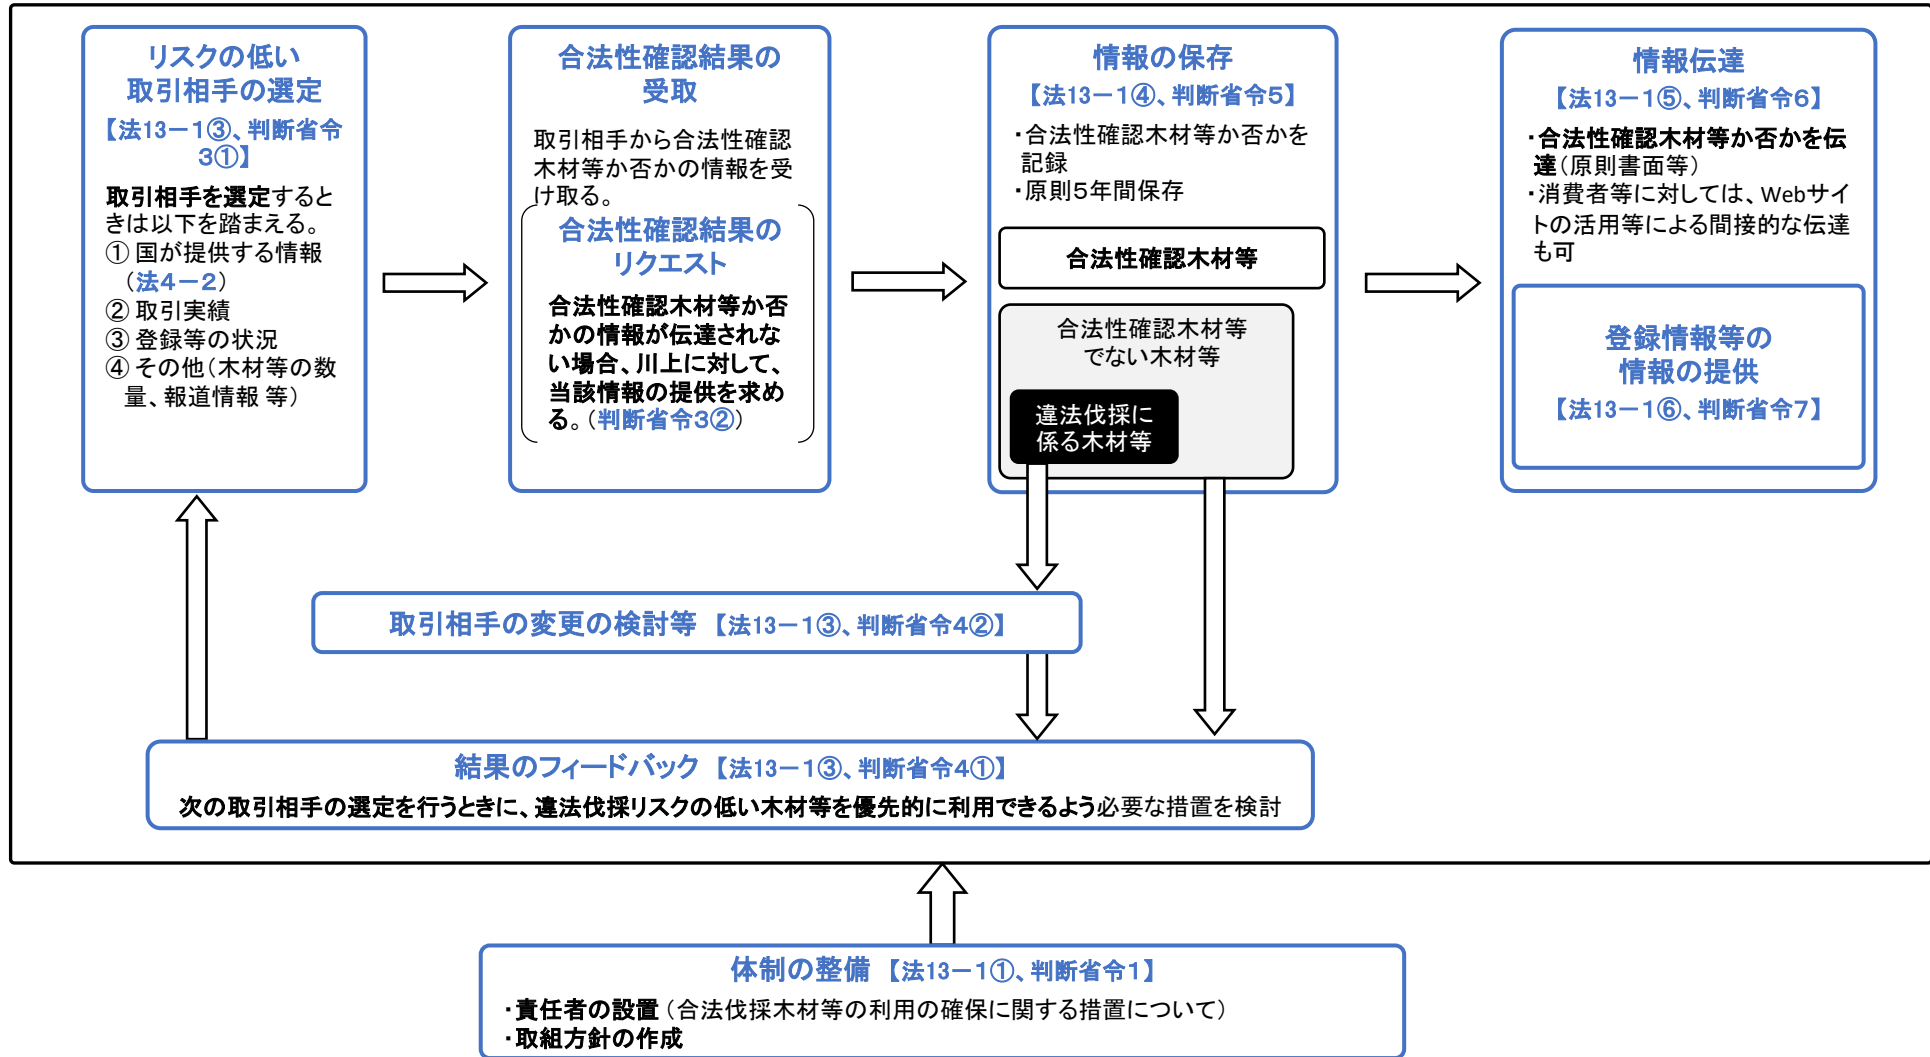 リスクの低い
取引相手の選定
【法13－1③、判断省令
3①】
取引相手を選定すると
きは以下を踏まえる。
① 国が提供する情報
（法4－2）
② 取引実績
③ 登録等の状況
④ その他（木材等の数
量、報道情報 等）
合法性確認結果の
受取
取引相手から合法性確認
木材等か否かの情報を受
け取る。
合法性確認結果の
リクエスト
合法性確認木材等か否
かの情報が伝達されな
い場合、川上に対して、
当該情報の提供を求め
る。（判断省令3②）
情報の保存
【法13－1④、判断省令5】
・合法性確認木材等か否かを
記録
・原則5年間保存
合法性確認木材等
合法性確認木材等
でない木材等
違法伐採に
係る木材等
情報伝達
【法13－1⑤、判断省令6】
・合法性確認木材等か否かを伝
達（原則書面等）
・消費者等に対しては、Webサイ
トの活用等による間接的な伝達
も可
登録情報等の
情報の提供
【法13－1⑥、判断省令7】
取引相手の変更の検討等 【法13－1③、判断省令4②】
結果のフィードバック 【法13－1③、判断省令4①】
次の取引相手の選定を行うときに、違法伐採リスクの低い木材等を優先的に利用できるよう必要な措置を検討
体制の整備 【法13－1①、判断省令1】
・責任者の設置（合法伐採木材等の利用の確保に関する措置について）
・取組方針の作成